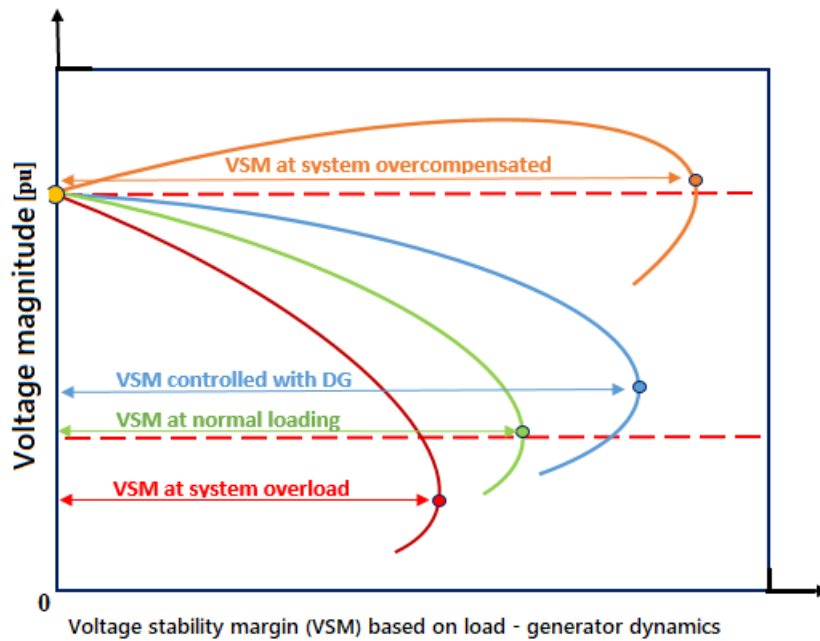 VSM at system overcompensated
Voltage magnitude [pu]
VSM controlled with DG
VSM at normal loading
VSM at system overload
0
Voltage stability margin (VSM) based on load - generator dynamics